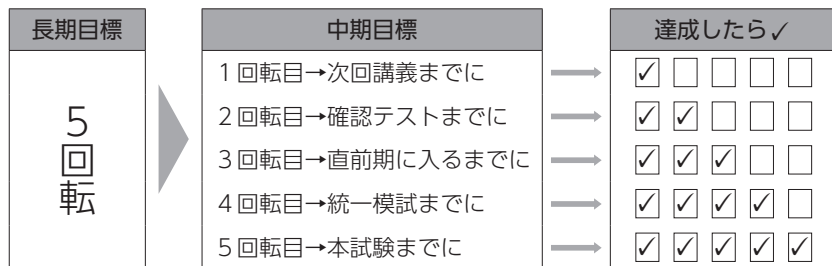 長期目標
5回転
中期目標
1回転目→次回講義までに
2回転目→確認テストまでに
3回転目→直前期に入るまでに
4回転目→統一模試までに
5回転目→本試験までに
達成したら✓
✓□□□□
✓✓□□□
✓✓✓□□
✓✓✓✓□
✓✓✓✓✓